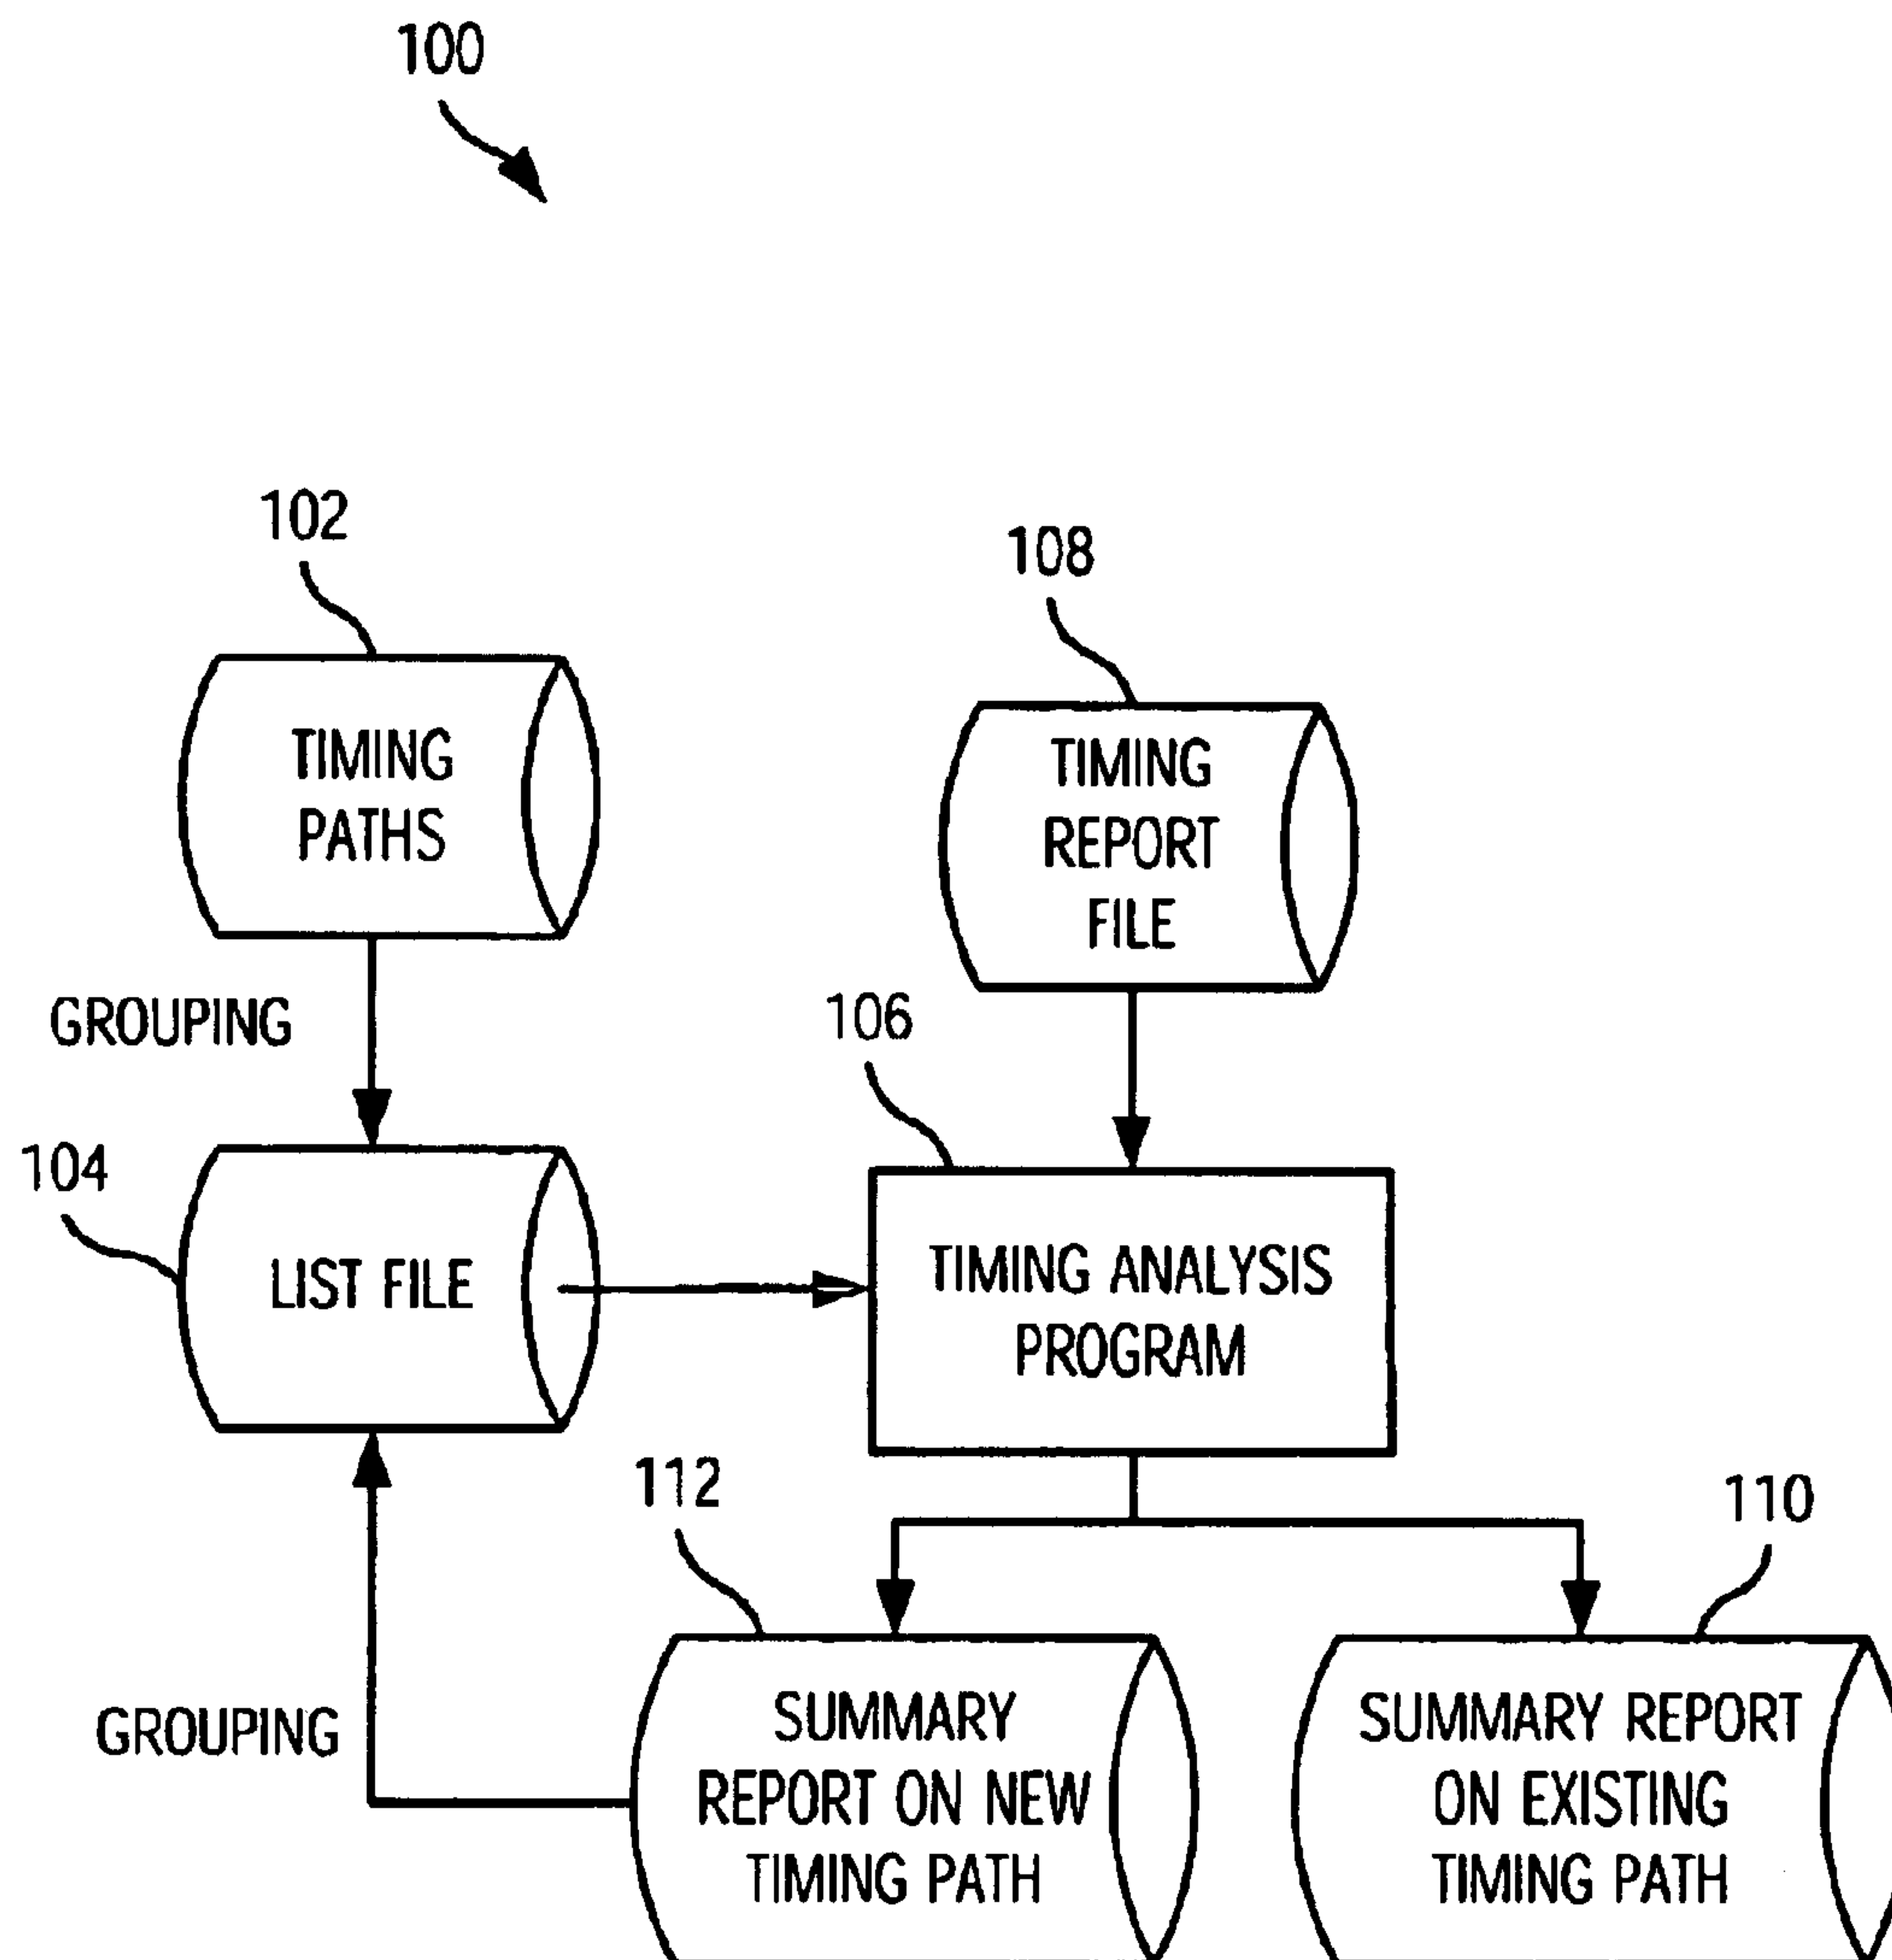 100
102
108
TIMING
PATHS
TIMING
REPORT
FILE
GROUPING
106
104
LIST FILE
TIMING ANALYSIS
PROGRAM
112
110
GROUPING
SUMMARY
REPORT ON NEW
TIMING PATH
SUMMARY REPORT
ON EXISTING
TIMING PATH